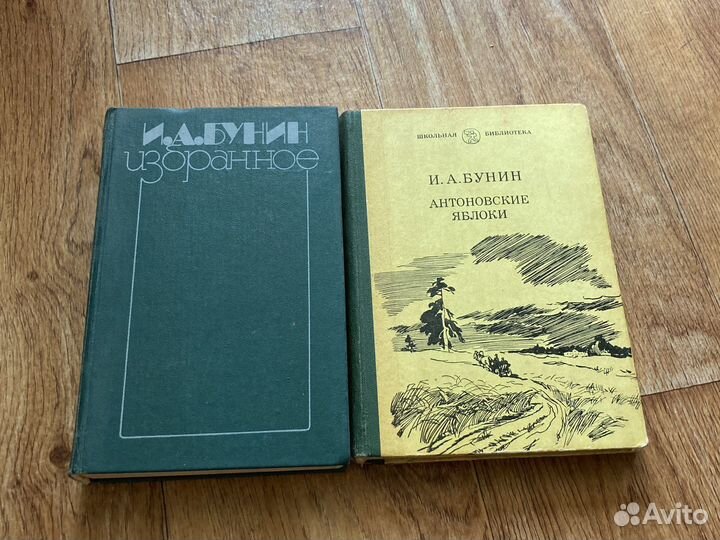 И.А.БУНИН
избранное
ШКОЛЬНАЯ БИБЛИОТЕКА
И. А. БУНИН
АНТОНОВСКИЕ
ЯБЛОКИ
Avito